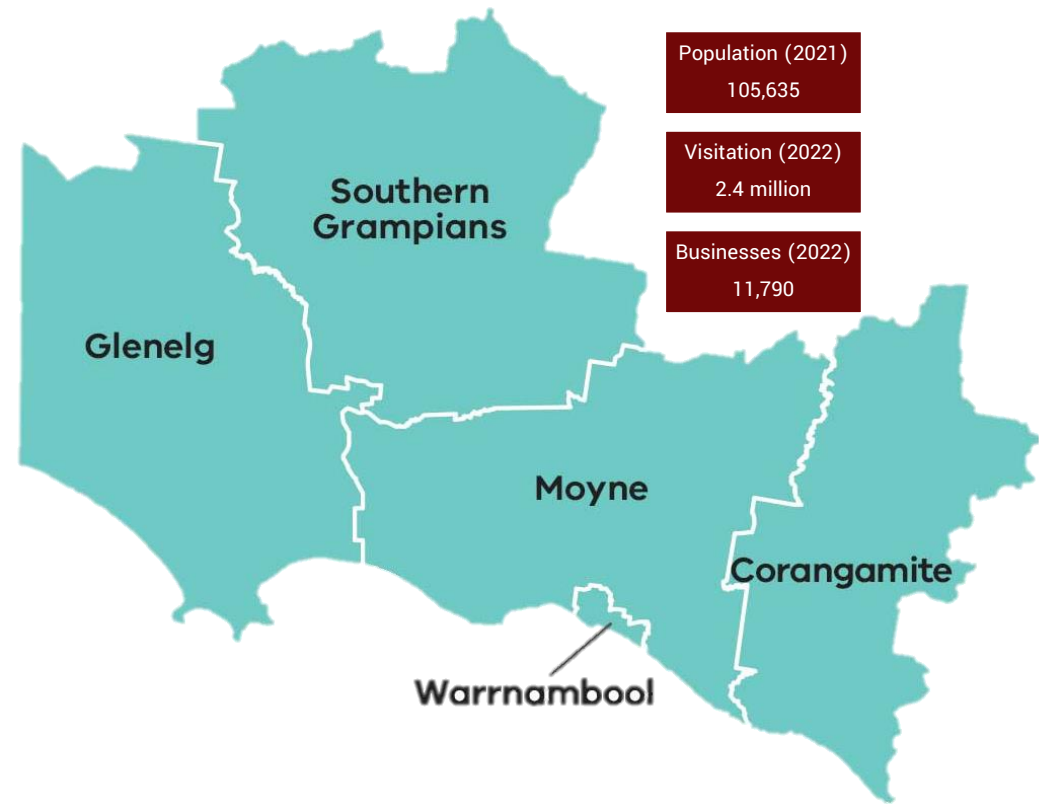 Population (2021)
105,635
Visitation (2022)
2.4 million
Businesses (2022)
11,790
Southern
Grampians
Glenelg
Moyne
Corangamite
Warrnambool